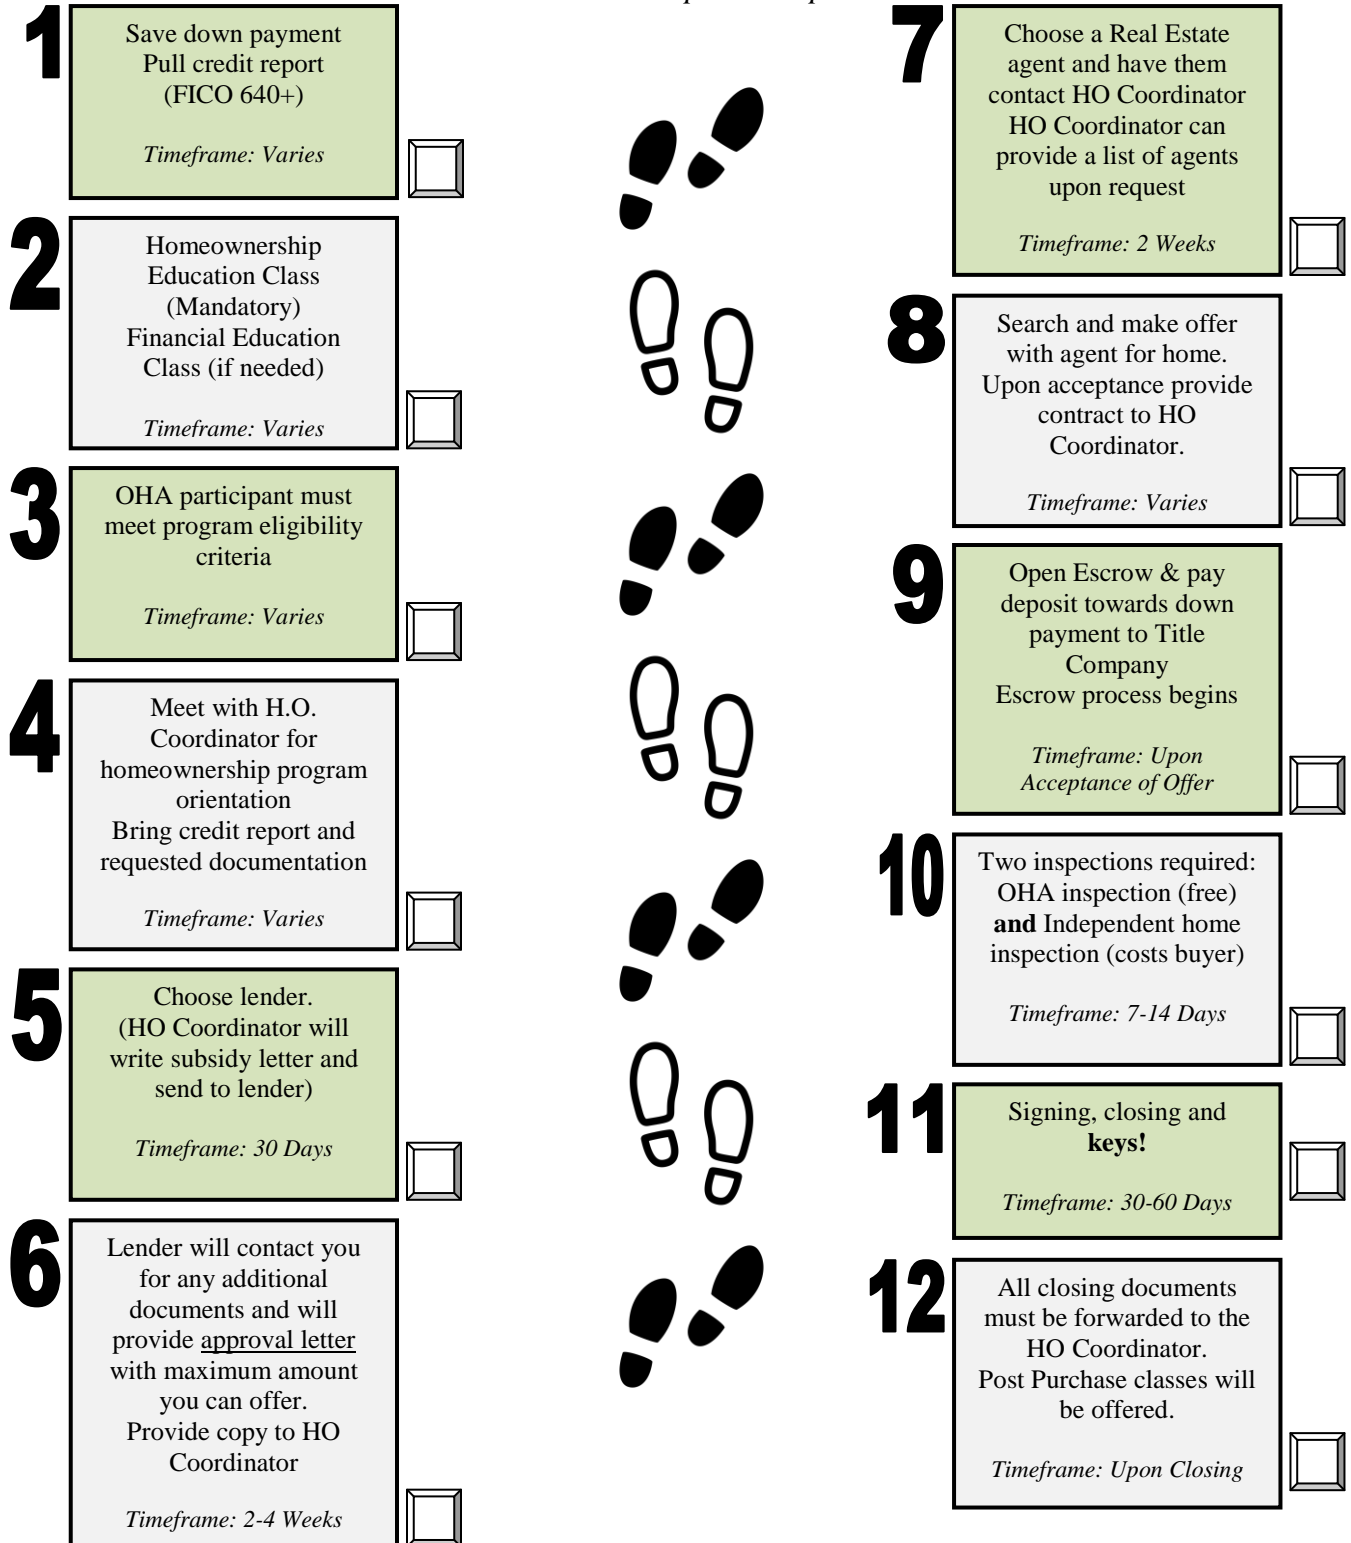 1
Save down payment
Pull credit report
(FICO 640+)
Timeframe: Varies
2
Homeownership
Education Class
(Mandatory)
Financial Education
Class (if needed)
Timeframe: Varies
3
OHA participant must
meet program eligibility
criteria
Timeframe: Varies
4
Meet with H.O.
Coordinator for
homeownership program
orientation
Bring credit report and
requested documentation
Timeframe: Varies
5
Choose lender.
(HO Coordinator will
write subsidy letter and
send to lender)
Timeframe: 30 Days
6
Lender will contact you
for any additional
documents and will
provide approval letter
with maximum amount
you can offer.
Provide copy to HO
Coordinator
Timeframe: 2-4 Weeks
7
Choose a Real Estate
agent and have them
contact HO Coordinator
HO Coordinator can
provide a list of agents
upon request
Timeframe: 2 Weeks
8
Search and make offer
with agent for home.
Upon acceptance provide
contract to HO
Coordinator.
Timeframe: Varies
9
Open Escrow & pay
deposit towards down
payment to Title
Company
Escrow process begins
Timeframe: Upon
Acceptance of Offer
10
Two inspections required:
OHA inspection (free)
and Independent home
inspection (costs buyer)
Timeframe: 7-14 Days
11
Signing, closing and
keys!
Timeframe: 30-60 Days
12
All closing documents
must be forwarded to the
HO Coordinator.
Post Purchase classes will
be offered.
Timeframe: Upon Closing